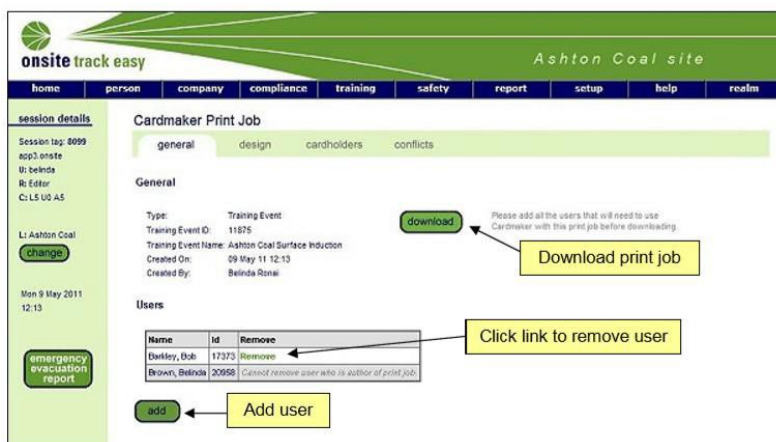 onsite track easy
Ashton Coal site
home person company compliance training safety report setup help realm
session details
Session tag: 8099
app3.onsite
U: belinda
R: Editor
C: L5 U0 A5
L: Ashton Coal
change
Mon 9 May 2011
12:13
emergency
evacuation
report
Cardmaker Print Job
general design cardholders conflicts
General
Type: Training Event
Training Event ID: 11875
Training Event Name: Ashton Coal Surface Induction
Created On: 09 May 11 12:13
Created By: Belinda Ronai
download
Please add all the users that will need to use
Cardmaker with this print job before downloading.
Download print job
Users
Name Id Remove
Barkley, Bob 17373 Remove
Brown, Belinda 20958 Cannot remove user who is author of print job.
Click link to remove user
add
Add user